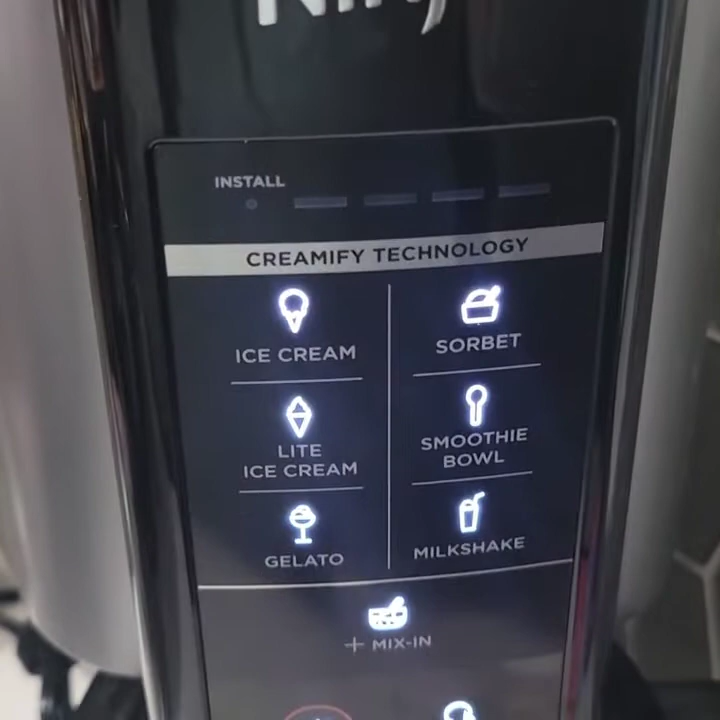 INSTALL
CREAMIFY TECHNOLOGY
ICE CREAM
SORBET
LITE
ICE CREAM
SMOOTHIE
BOWL
GELATO
MILKSHAKE
+ MIX-IN